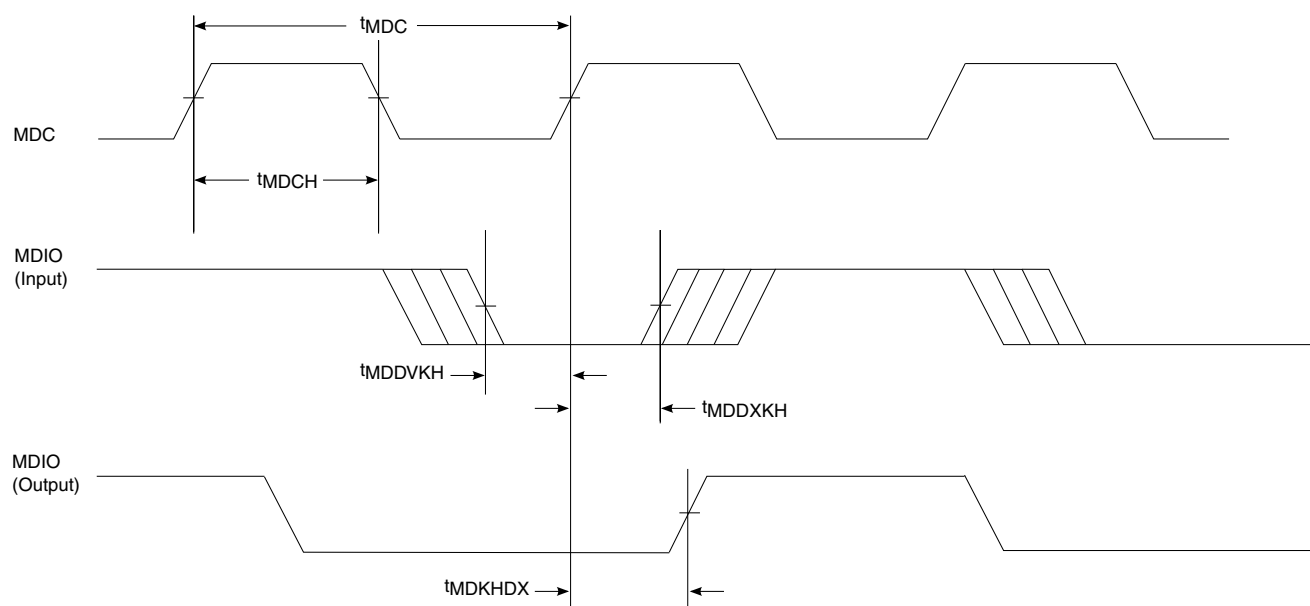 tMDC
MDC
tMDCH
MDIO
(Input)
tMDDVKH
tMDDXKH
MDIO
(Output)
tMDKHDX